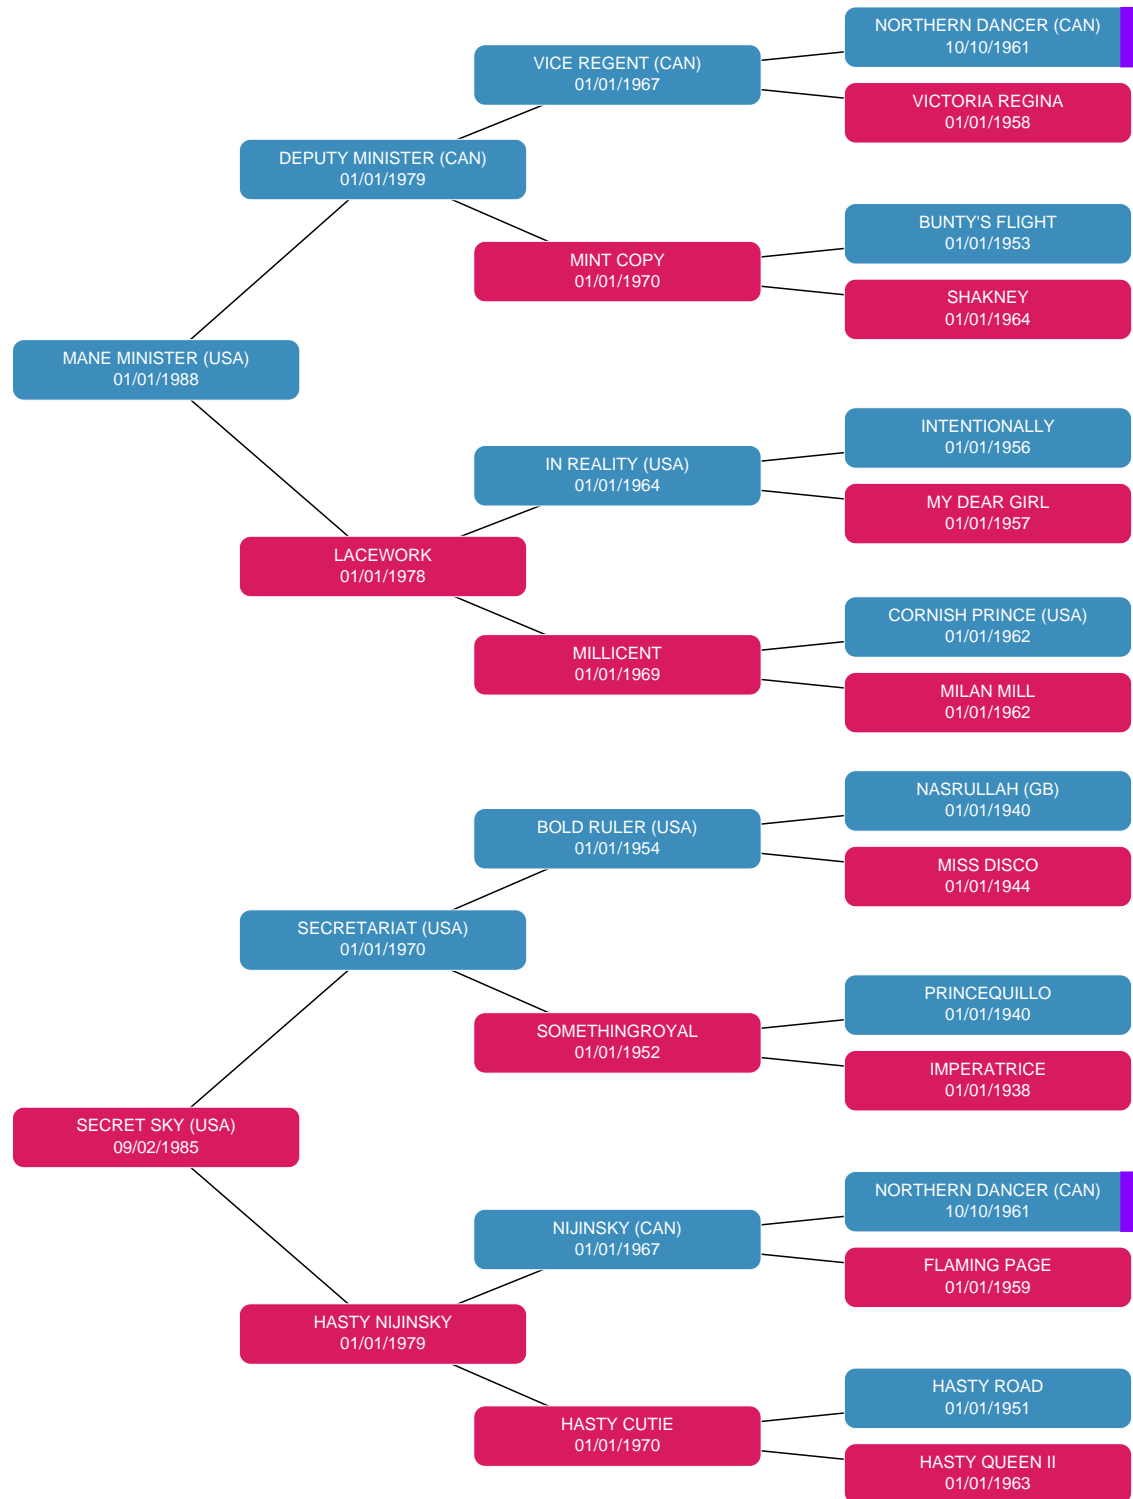 NORTHERN DANCER (CAN)
10/10/1961
VICE REGENT (CAN)
01/01/1967
VICTORIA REGINA
01/01/1958
DEPUTY MINISTER (CAN)
01/01/1979
BUNTY'S FLIGHT
01/01/1953
MINT COPY
01/01/1970
SHAKNEY
01/01/1964
MANE MINISTER (USA)
01/01/1988
INTENTIONALLY
01/01/1956
IN REALITY (USA)
01/01/1964
MY DEAR GIRL
01/01/1957
LACEWORK
01/01/1978
CORNISH PRINCE (USA)
01/01/1962
MILLICENT
01/01/1969
MILAN MILL
01/01/1962
NASRULLAH (GB)
01/01/1940
BOLD RULER (USA)
01/01/1954
MISS DISCO
01/01/1944
SECRETARIAT (USA)
01/01/1970
PRINCEQUILLO
01/01/1940
SOMETHINGROYAL
01/01/1952
IMPERATRICE
01/01/1938
SECRET SKY (USA)
09/02/1985
NORTHERN DANCER (CAN)
10/10/1961
NIJINSKY (CAN)
01/01/1967
FLAMING PAGE
01/01/1959
HASTY NIJINSKY
01/01/1979
HASTY ROAD
01/01/1951
HASTY CUTIE
01/01/1970
HASTY QUEEN II
01/01/1963